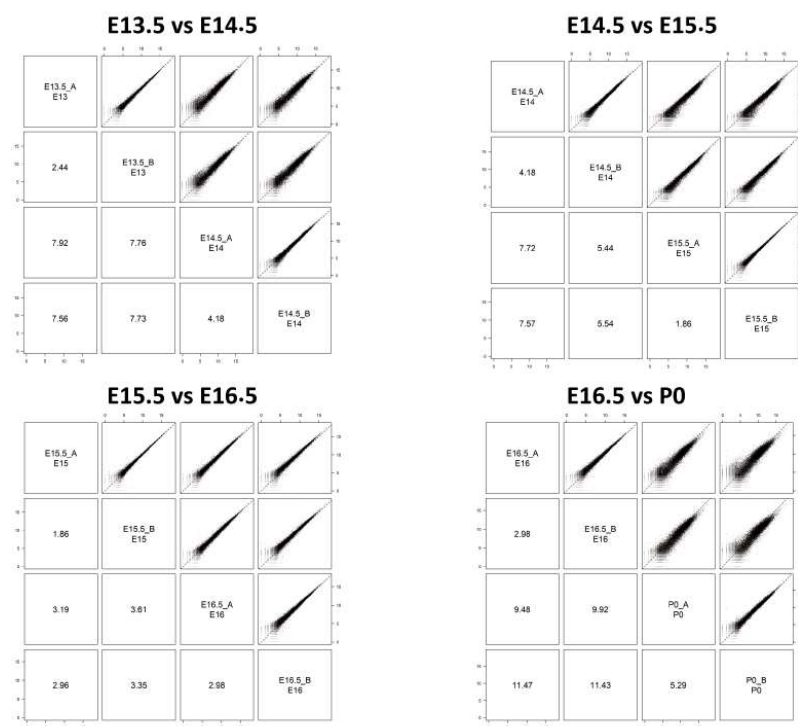 E13.5 vs E14.5
E13.5_A
E13
2.44
E13.5_B
E13
7.92
7.76
E14.5_A
E14
7.56
7.73
4.18
E14.5_B
E14
E14.5 vs E15.5
E14.5_A
E14
4.18
E14.5_B
E14
7.72
5.44
E15.5_A
E15
7.57
5.54
1.86
E15.5_B
E15
E15.5 vs E16.5
E15.5_A
E15
1.86
E15.5_B
E15
3.19
3.61
E16.5_A
E16
2.96
3.35
2.98
E16.5_B
E16
E16.5 vs P0
E16.5_A
E16
2.98
E16.5_B
E16
9.48
9.92
P0_A
P0
11.47
11.43
5.29
P0_B
P0